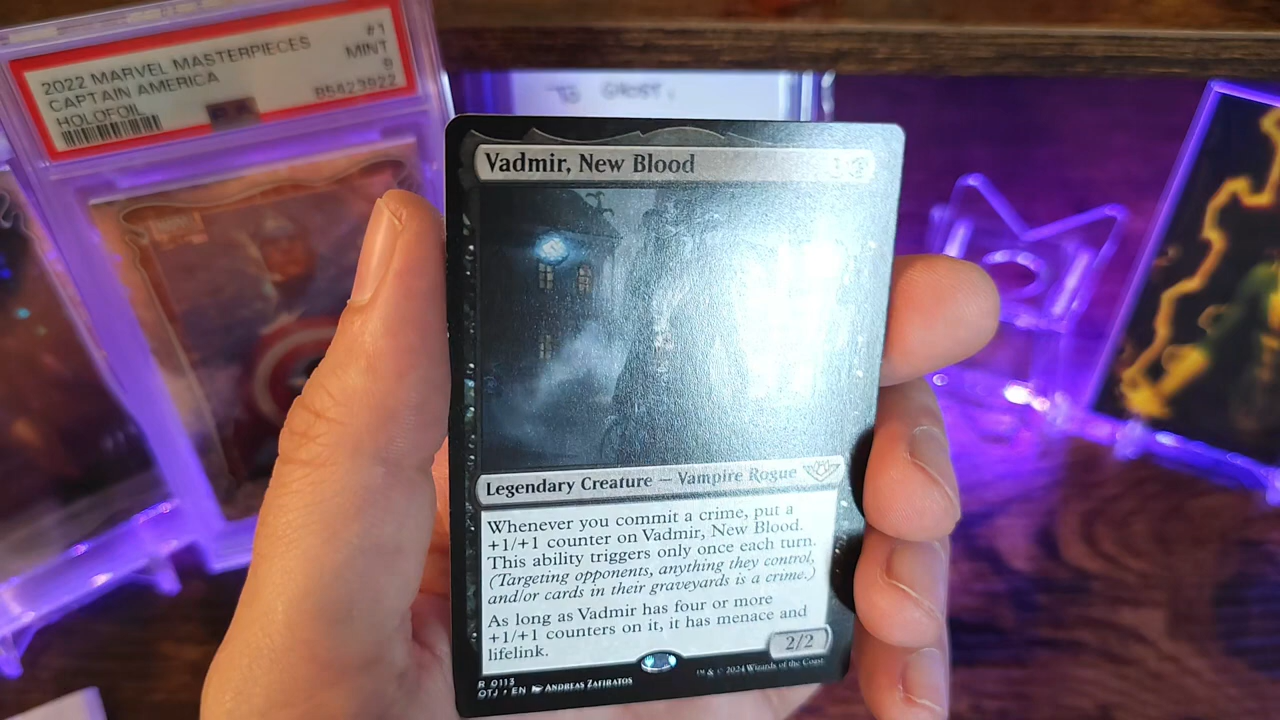 2022 MARVEL MASTERPIECES
CAPTAIN AMERICA
HOLOFOIL
#1
MINT
9
85823922
TO GHOST,
Vadmir, New Blood
Legendary Creature — Vampire Rogue
Whenever you commit a crime, put a
+1/+1 counter on Vadmir, New Blood.
This ability triggers only once each turn.
(Targeting opponents, anything they control,
and/or cards in their graveyards is a crime.)
As long as Vadmir has four or more
+1/+1 counters on it, it has menace and
lifelink.
2/2
R 0113
OTJ • EN ANDREAS ZAFIRATOS
™ & © 2024 Wizards of the Coast